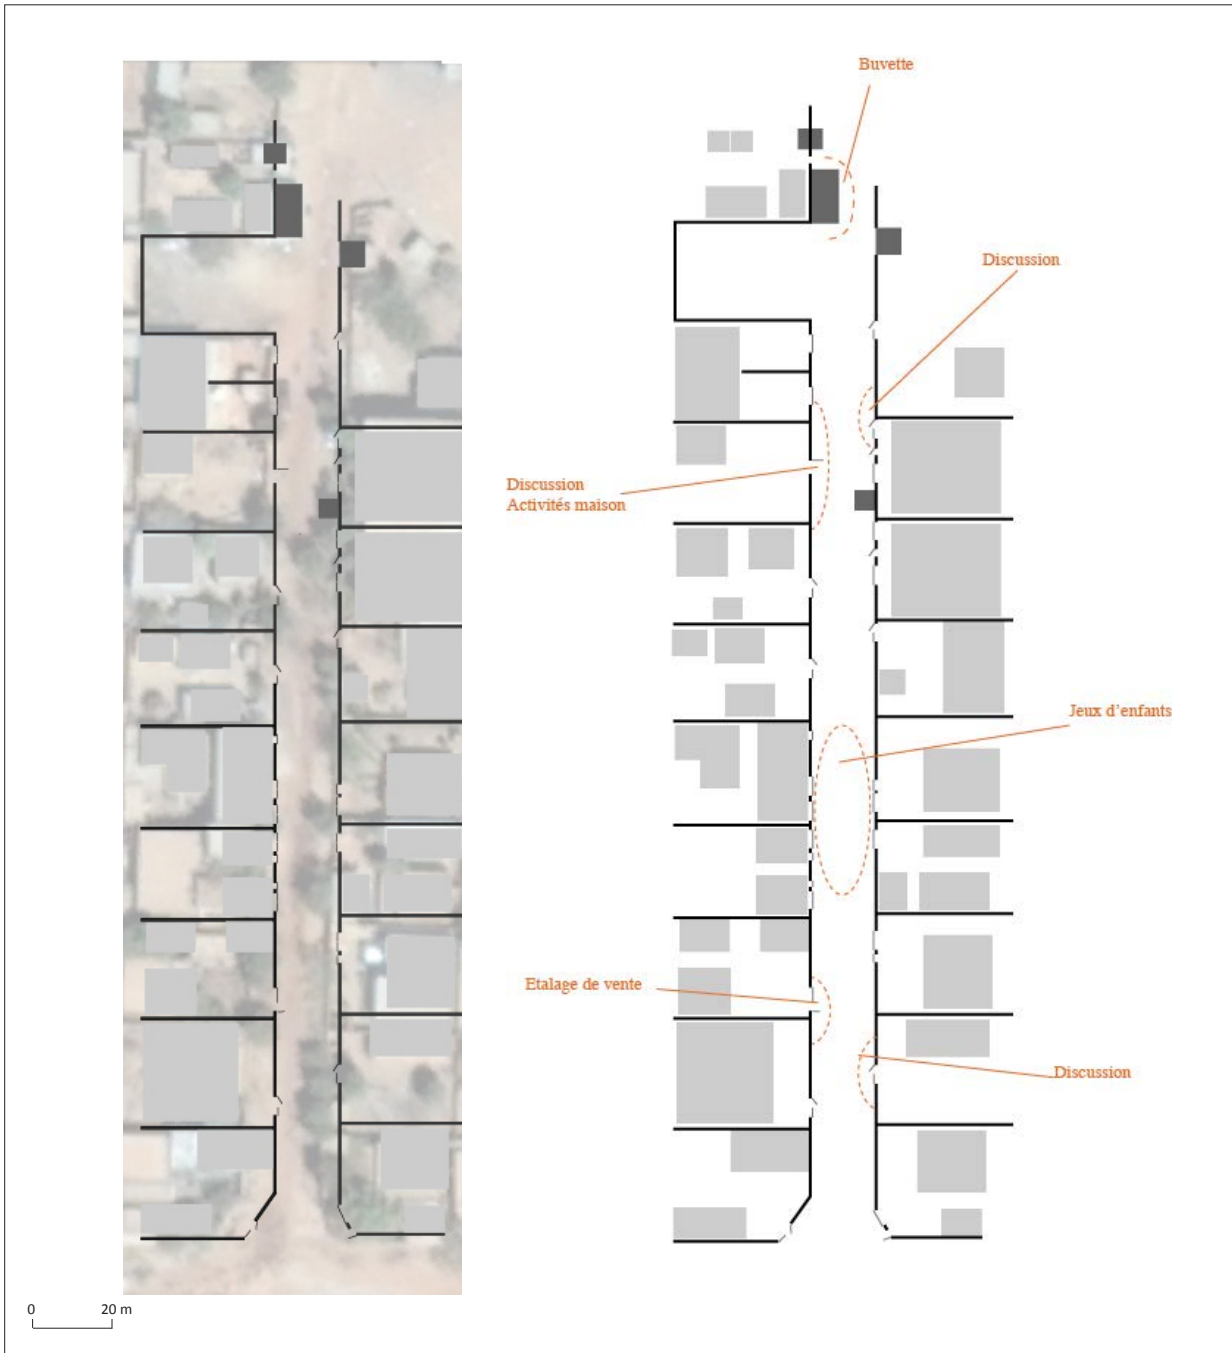 Buvette
Discussion
Discussion
Activités maison
Jeux d'enfants
Etalage de vente
Discussion
0 20 m